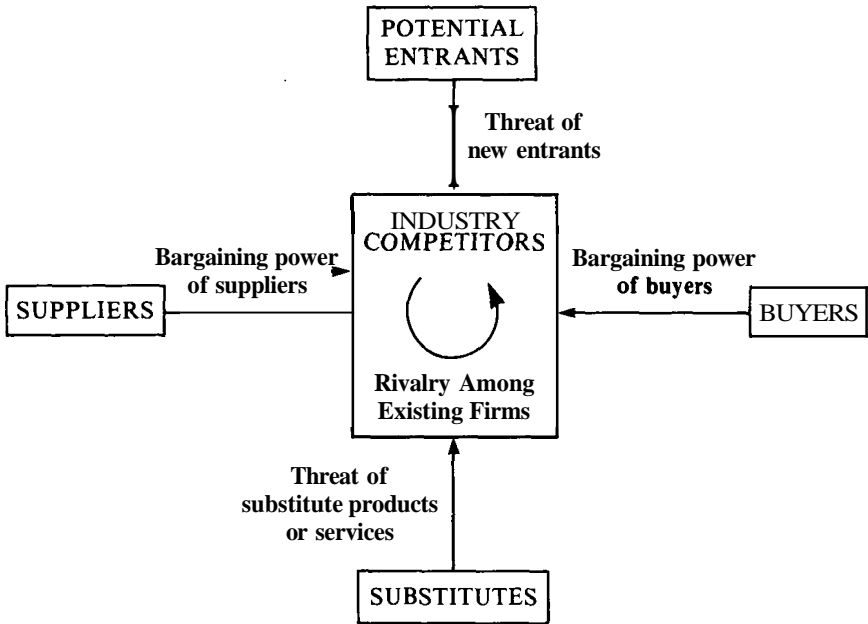 POTENTIAL
ENTRANTS
Threat of
new entrants
INDUSTRY
COMPETITORS
Bargaining power
of suppliers
Bargaining power
of buyers
SUPPLIERS
BUYERS
Rivalry Among
Existing Firms
Threat of
substitute products
or services
SUBSTITUTES